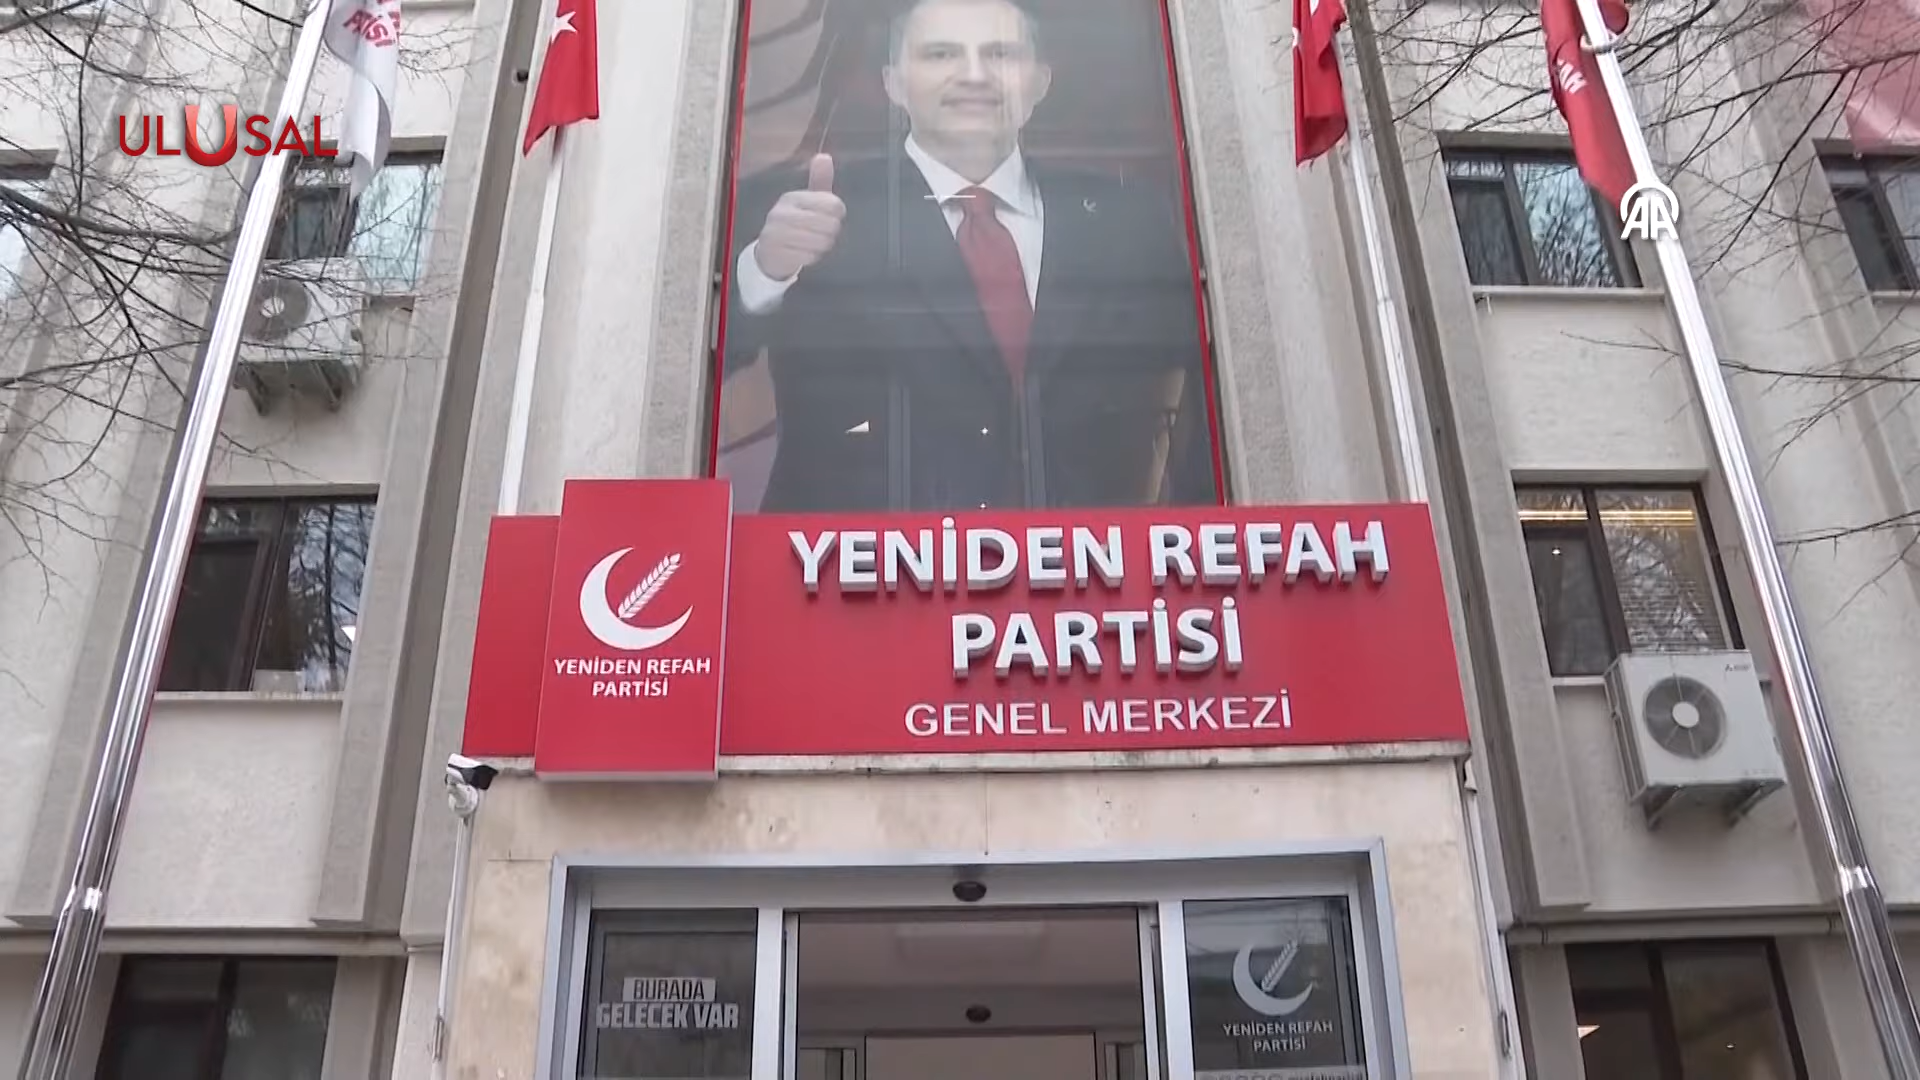 ULUSAL
AA
YENİDEN REFAH
PARTİSİ
GENEL MERKEZİ
YENİDEN REFAH
PARTİSİ
BURADA
GELECEK VAR
YENİDEN REFAH
PARTİSİ